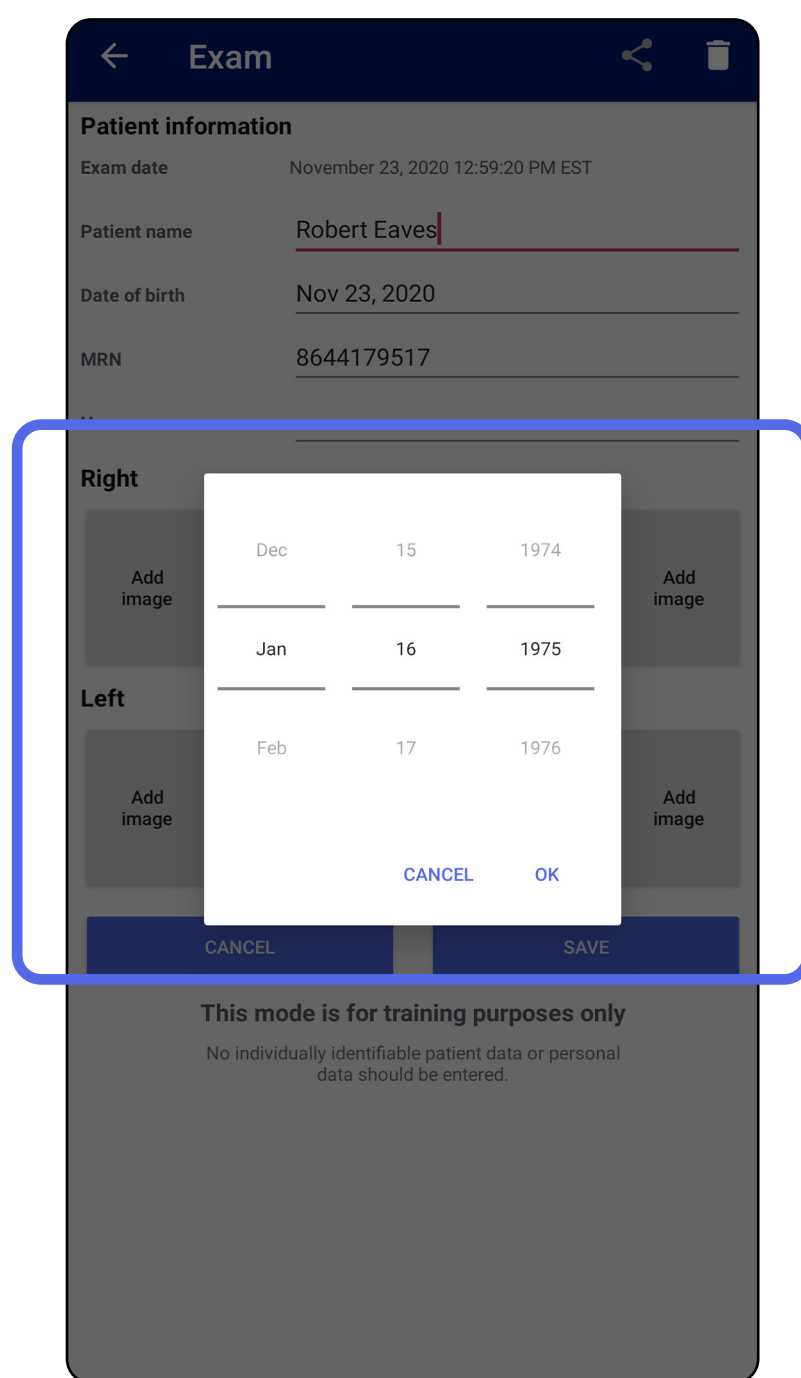 Exam
Patient information
Exam date November 23, 2020 12:59:20 PM EST
Patient name Robert Eaves
Date of birth Nov 23, 2020
MRN 8644179517
Right
Add
image
Add
image
Dec 15 1974
Jan 16 1975
Feb 17 1976
Left
Add
image
Add
image
CANCEL OK
CANCEL SAVE
This mode is for training purposes only
No individually identifiable patient data or personal
data should be entered.